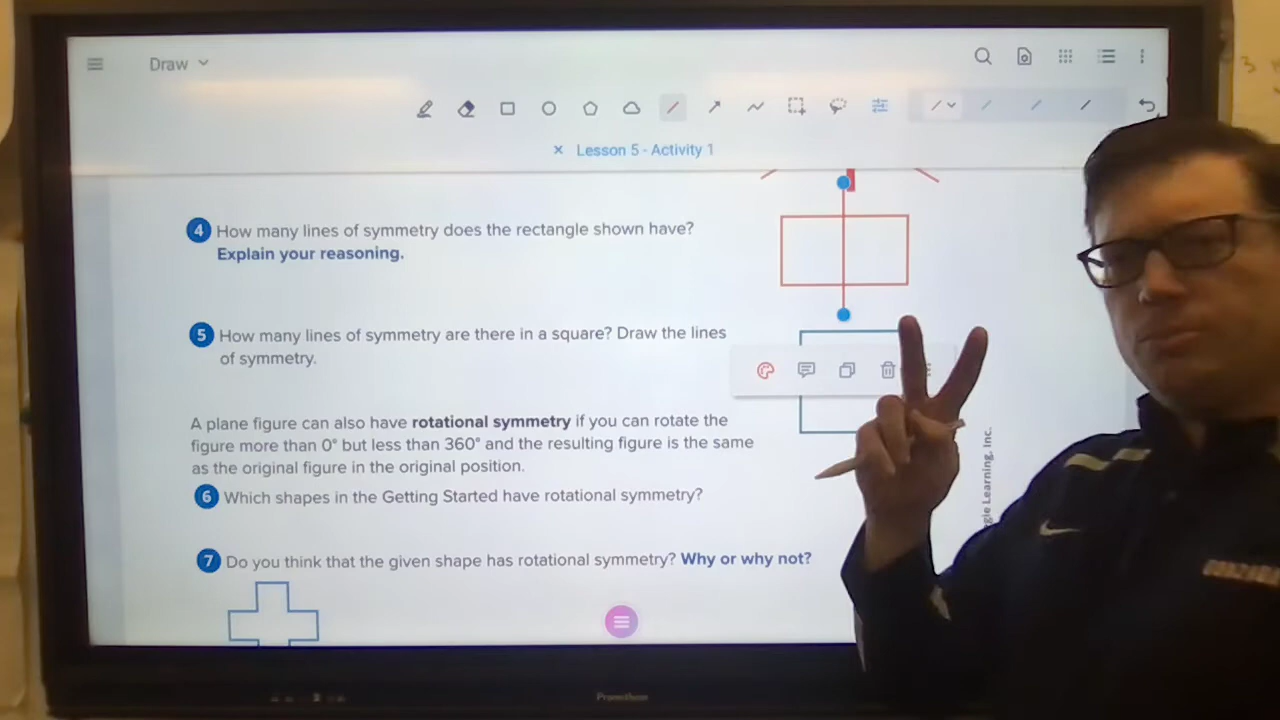 Draw
Lesson 5 - Activity 1
4 How many lines of symmetry does the rectangle shown have?
Explain your reasoning.
5 How many lines of symmetry are there in a square? Draw the lines
of symmetry.
A plane figure can also have rotational symmetry if you can rotate the
figure more than 0° but less than 360° and the resulting figure is the same
as the original figure in the original position.
6 Which shapes in the Getting Started have rotational symmetry?
7 Do you think that the given shape has rotational symmetry? Why or why not?
Learning, Inc.
Promethean
3